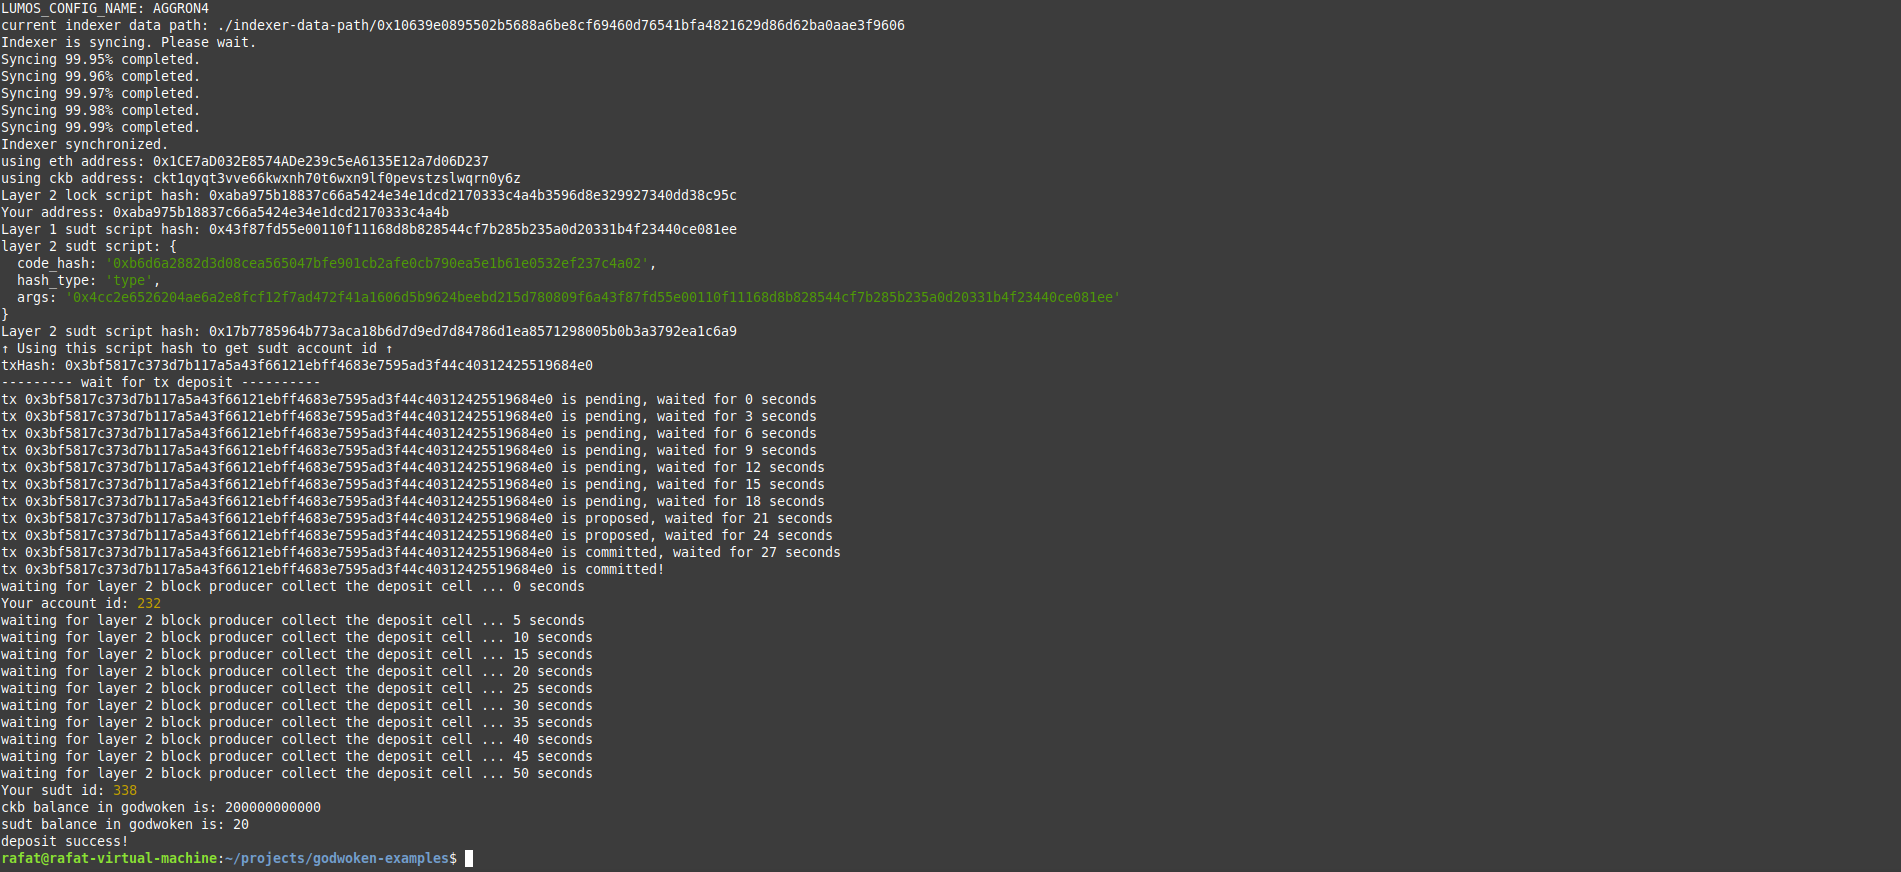 LUMOS_CONFIG_NAME: AGGRON4
current indexer data path: ./indexer-data-path/0x10639e0895502b5688a6be8cf69460d76541bfa4821629d86d62ba0aae3f9606
Indexer is syncing. Please wait.
Syncing 99.95% completed.
Syncing 99.96% completed.
Syncing 99.97% completed.
Syncing 99.98% completed.
Syncing 99.99% completed.
Indexer synchronized.
using eth address: 0x1CE7aD032E8574ADe239c5eA6135E12a7d06D237
using ckb address: ckt1qyqt3vve66kwxnh70t6wxn9lf0pevstzslwqrn0y6z
Layer 2 lock script hash: 0xaba975b18837c66a5424e34e1dcd2170333c4a4b3596d8e329927340dd38c95c
Your address: 0xaba975b18837c66a5424e34e1dcd2170333c4a4b
Layer 1 sudt script hash: 0x43f87fd55e00110f11168d8b828544cf7b285b235a0d20331b4f23440ce081ee
layer 2 sudt script: {
  code_hash: '0xb6d6a2882d3d08cea565047bfe901cb2afe0cb790ea5e1b61e0532ef237c4a02',
  hash_type: 'type',
  args: '0x4cc2e6526204ae6a2e8fcf12f7ad472f41a1606d5b9624beebd215d780809f6a43f87fd55e00110f11168d8b828544cf7b285b235a0d20331b4f23440ce081ee'
}
Layer 2 sudt script hash: 0x17b7785964b773aca18b6d7d9ed7d84786d1ea8571298005b0b3a3792ea1c6a9
↑ Using this script hash to get sudt account id ↑
txHash: 0x3bf5817c373d7b117a5a43f66121ebff4683e7595ad3f44c40312425519684e0
--------- wait for tx deposit ----------
tx 0x3bf5817c373d7b117a5a43f66121ebff4683e7595ad3f44c40312425519684e0 is pending, waited for 0 seconds
tx 0x3bf5817c373d7b117a5a43f66121ebff4683e7595ad3f44c40312425519684e0 is pending, waited for 3 seconds
tx 0x3bf5817c373d7b117a5a43f66121ebff4683e7595ad3f44c40312425519684e0 is pending, waited for 6 seconds
tx 0x3bf5817c373d7b117a5a43f66121ebff4683e7595ad3f44c40312425519684e0 is pending, waited for 9 seconds
tx 0x3bf5817c373d7b117a5a43f66121ebff4683e7595ad3f44c40312425519684e0 is pending, waited for 12 seconds
tx 0x3bf5817c373d7b117a5a43f66121ebff4683e7595ad3f44c40312425519684e0 is pending, waited for 15 seconds
tx 0x3bf5817c373d7b117a5a43f66121ebff4683e7595ad3f44c40312425519684e0 is pending, waited for 18 seconds
tx 0x3bf5817c373d7b117a5a43f66121ebff4683e7595ad3f44c40312425519684e0 is proposed, waited for 21 seconds
tx 0x3bf5817c373d7b117a5a43f66121ebff4683e7595ad3f44c40312425519684e0 is proposed, waited for 24 seconds
tx 0x3bf5817c373d7b117a5a43f66121ebff4683e7595ad3f44c40312425519684e0 is committed, waited for 27 seconds
tx 0x3bf5817c373d7b117a5a43f66121ebff4683e7595ad3f44c40312425519684e0 is committed!
waiting for layer 2 block producer collect the deposit cell ... 0 seconds
Your account id: 232
waiting for layer 2 block producer collect the deposit cell ... 5 seconds
waiting for layer 2 block producer collect the deposit cell ... 10 seconds
waiting for layer 2 block producer collect the deposit cell ... 15 seconds
waiting for layer 2 block producer collect the deposit cell ... 20 seconds
waiting for layer 2 block producer collect the deposit cell ... 25 seconds
waiting for layer 2 block producer collect the deposit cell ... 30 seconds
waiting for layer 2 block producer collect the deposit cell ... 35 seconds
waiting for layer 2 block producer collect the deposit cell ... 40 seconds
waiting for layer 2 block producer collect the deposit cell ... 45 seconds
waiting for layer 2 block producer collect the deposit cell ... 50 seconds
Your sudt id: 338
ckb balance in godwoken is: 200000000000
sudt balance in godwoken is: 20
deposit success!
rafat@rafat-virtual-machine:~/projects/godwoken-examples$